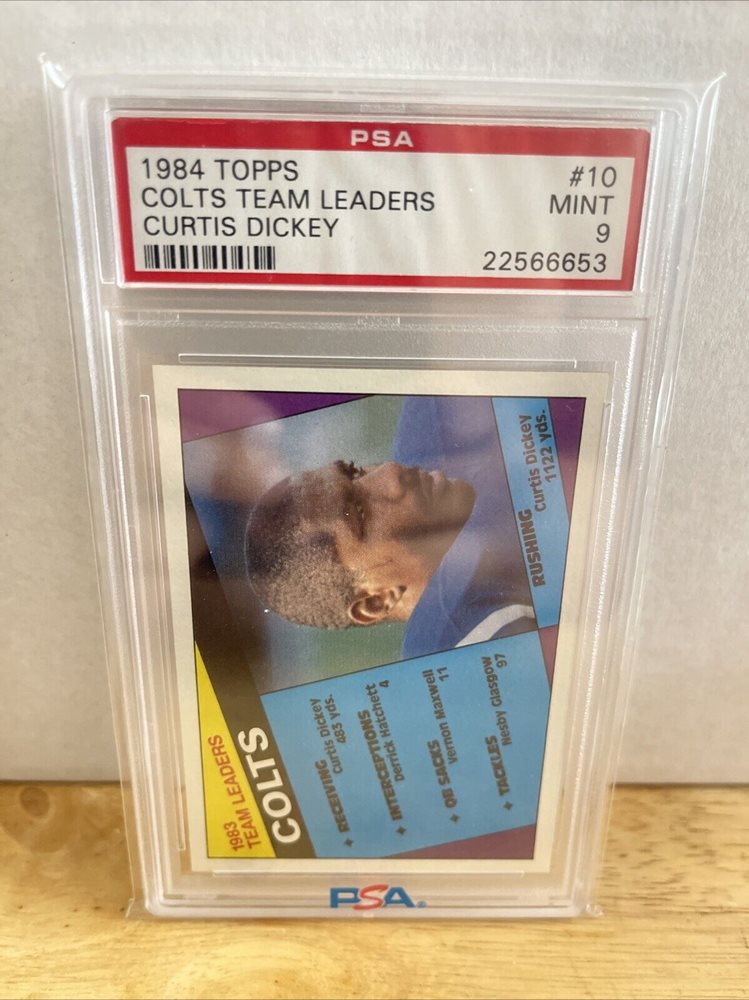 PSA
1984 TOPPS #10
COLTS TEAM LEADERS MINT
CURTIS DICKEY 9
22566653
1983
TEAM LEADERS
COLTS
RECEIVING
Curtis Dickey
483 yds.
INTERCEPTIONS
Derrick Hatchett
4
QB SACKS
Vernon Maxwell
11
TACKLES
Nesby Glasgow
97
RUSHING
Curtis Dickey
1122 yds.
PSA